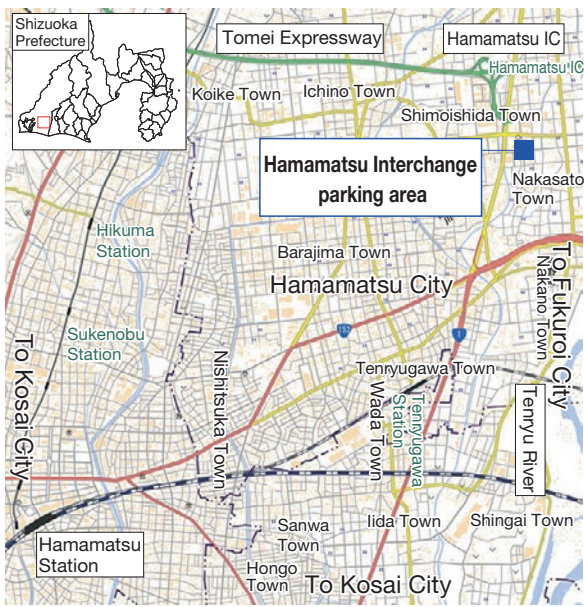 Shizuoka
Prefecture
Tomei Expressway
Hamamatsu IC
Hamamatsu IC
Koike Town
Ichino Town
Shimoishida Town
Hamamatsu Interchange
parking area
Nakasato
Town
Hikuma
Station
Barajima Town
Hamamatsu City
To Fukuroi City
Nakano Town
Sukenobu
Station
152
1
To Kosai City
Nishitsuka Town
Tenryugawa Town
Wada Town
Tenryugawa
Station
Tenryu River
Iida Town
Shingai Town
Sanwa
Town
Hamamatsu
Station
Hongo
Town
To Kosai City